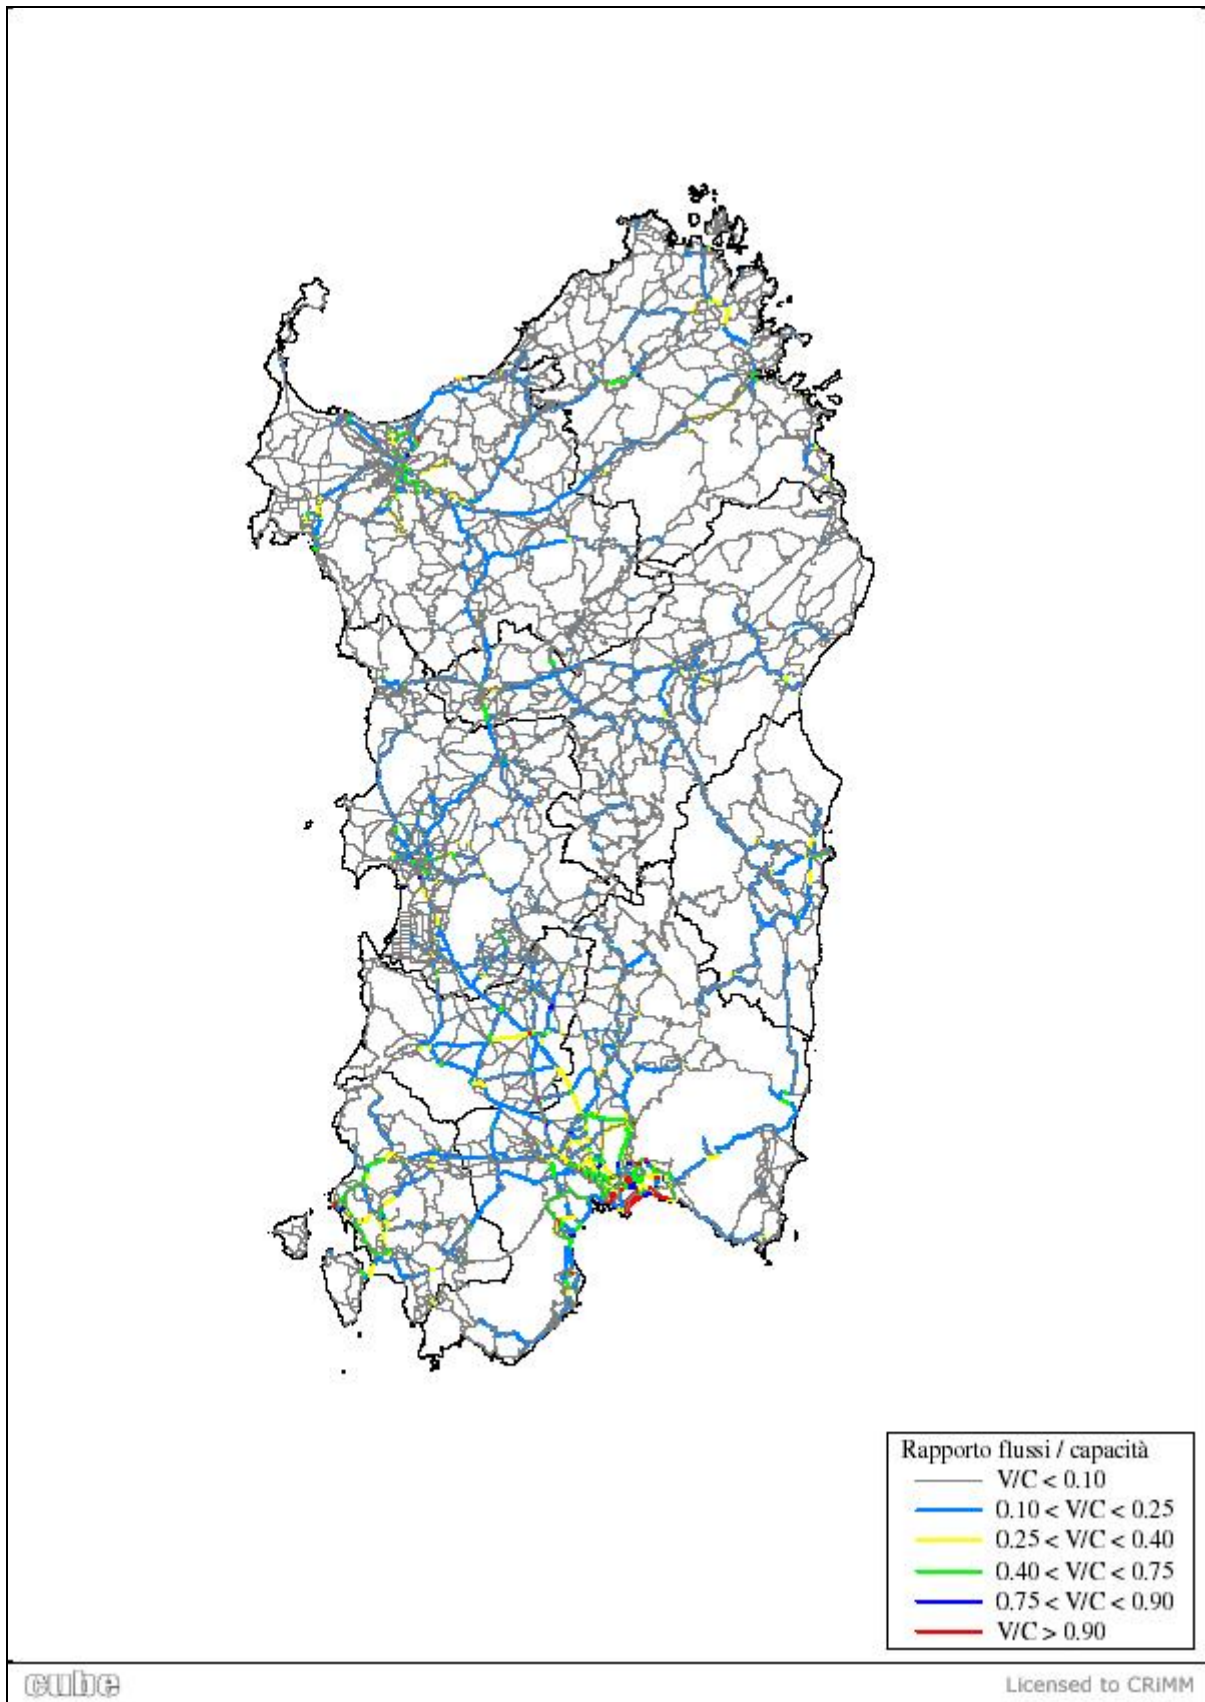 Rapporto flussi / capacità
V/C < 0.10
0.10 < V/C < 0.25
0.25 < V/C < 0.40
0.40 < V/C < 0.75
0.75 < V/C < 0.90
V/C > 0.90
cube
Licensed to CRiMM